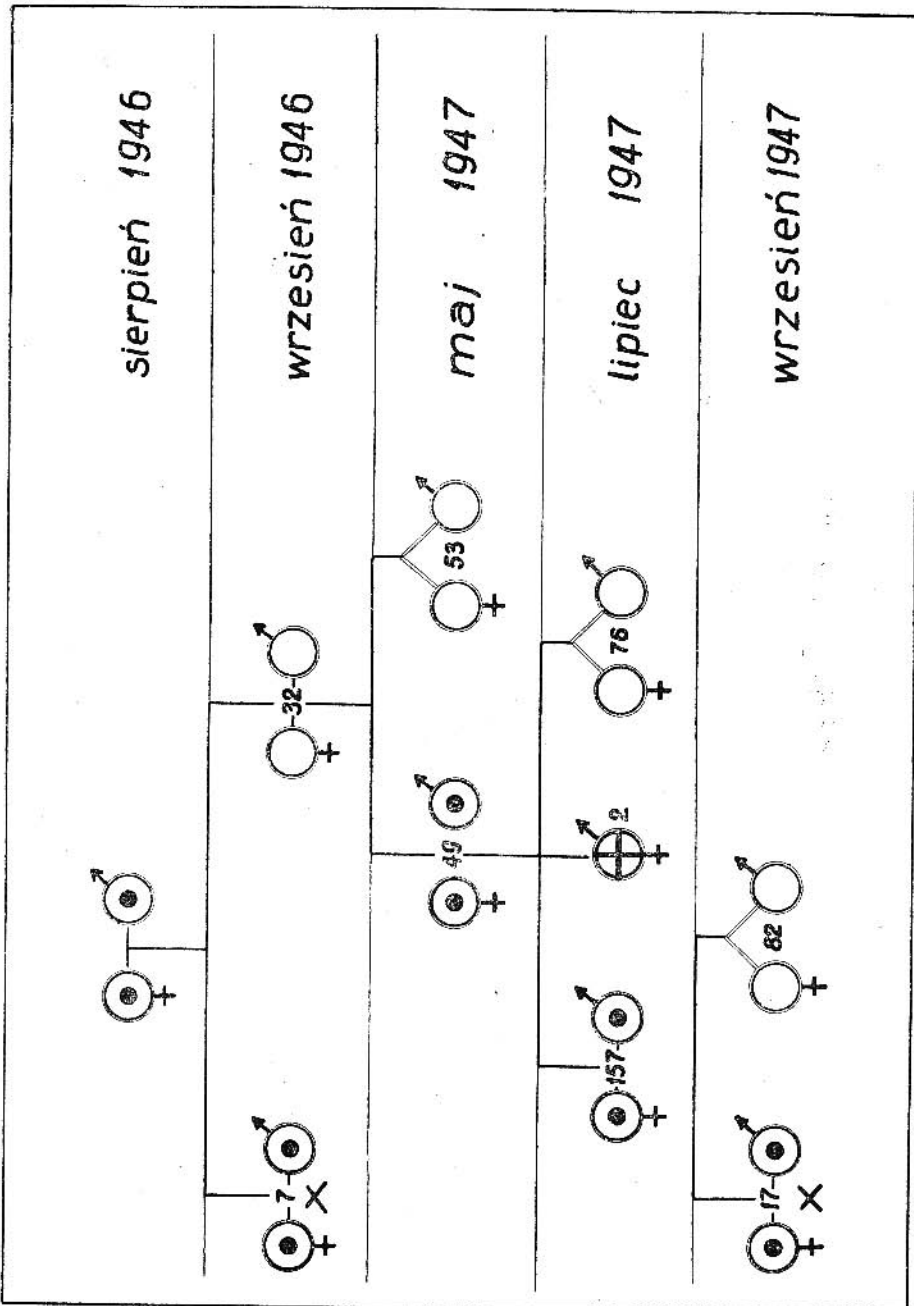 sierpień 1946
wrzesień 1946
7
X
32
maj 1947
49
53
lipiec 1947
157
2
76
wrzesień 1947
17
X
82